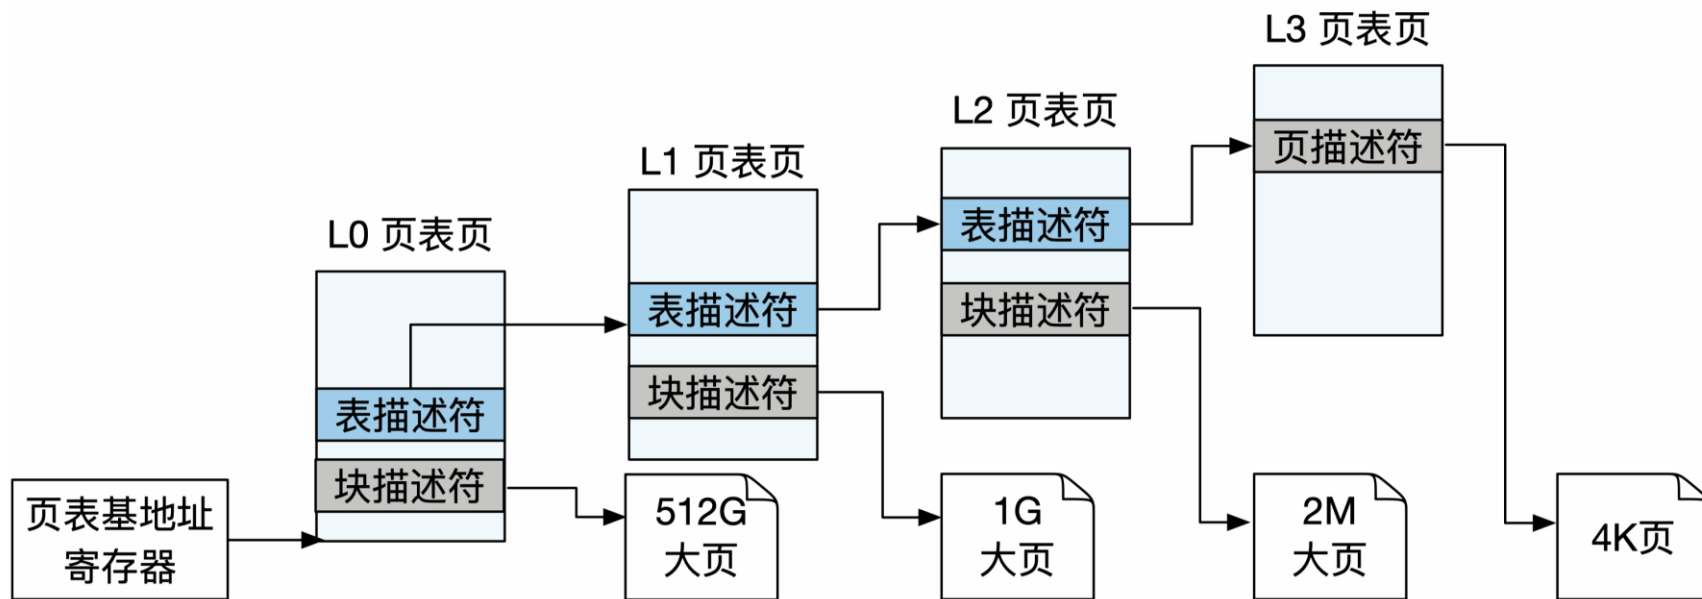 L3 页表页
页描述符
L2 页表页
表描述符
块描述符
L1 页表页
表描述符
块描述符
L0 页表页
表描述符
块描述符
页表基地址
寄存器
512G
大页
1G
大页
2M
大页
4K页